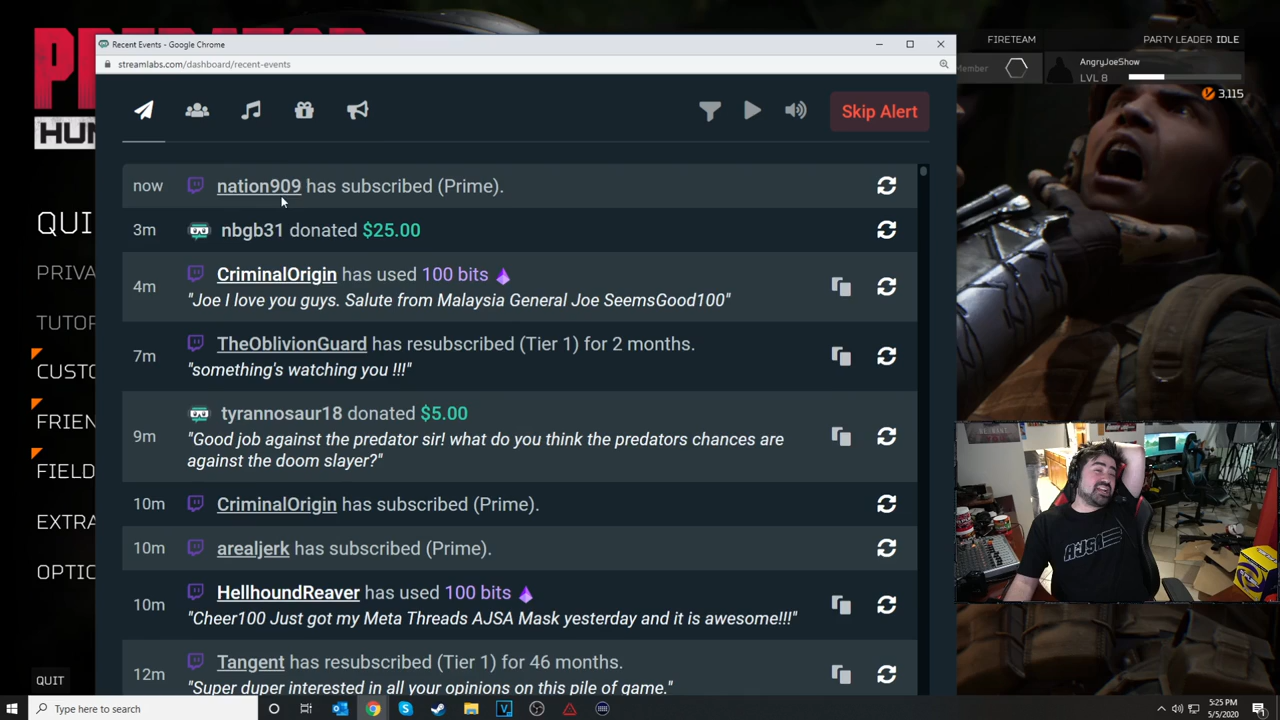 Recent Events - Google Chrome
streamlabs.com/dashboard/recent-events
FIRETEAM
PARTY LEADER IDLE
Member
AngryJoeShow
LVL 8
3,115
Skip Alert
PREDATOR
HUN
QUI
PRIVA
TUTOR
CUSTO
FRIEN
FIELD
EXTRA
OPTIO
QUIT
now nation909 has subscribed (Prime).
3m nbgb31 donated $25.00
4m CriminalOrigin has used 100 bits
"Joe I love you guys. Salute from Malaysia General Joe SeemsGood100"
7m TheOblivionGuard has resubscribed (Tier 1) for 2 months.
"something's watching you !!!"
9m tyrannosaur18 donated $5.00
"Good job against the predator sir! what do you think the predators chances are
against the doom slayer?"
10m CriminalOrigin has subscribed (Prime).
10m arealjerk has subscribed (Prime).
10m HellhoundReaver has used 100 bits
"Cheer100 Just got my Meta Threads AJSA Mask yesterday and it is awesome!!!"
12m Tangent has resubscribed (Tier 1) for 46 months.
"Super duper interested in all your opinions on this pile of game."
AJSA
Type here to search
5:25 PM
5/5/2020